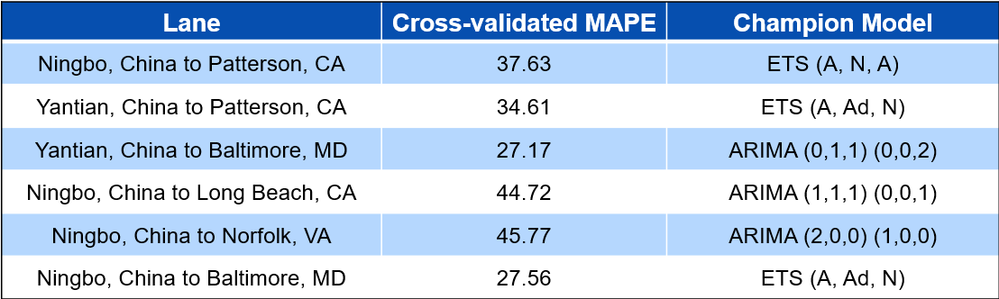 Lane Cross-validated MAPE Champion Model
Ningbo, China to Patterson, CA 37.63 ETS (A, N, A)
Yantian, China to Patterson, CA 34.61 ETS (A, Ad, N)
Yantian, China to Baltimore, MD 27.17 ARIMA (0,1,1) (0,0,2)
Ningbo, China to Long Beach, CA 44.72 ARIMA (1,1,1) (0,0,1)
Ningbo, China to Norfolk, VA 45.77 ARIMA (2,0,0) (1,0,0)
Ningbo, China to Baltimore, MD 27.56 ETS (A, Ad, N)